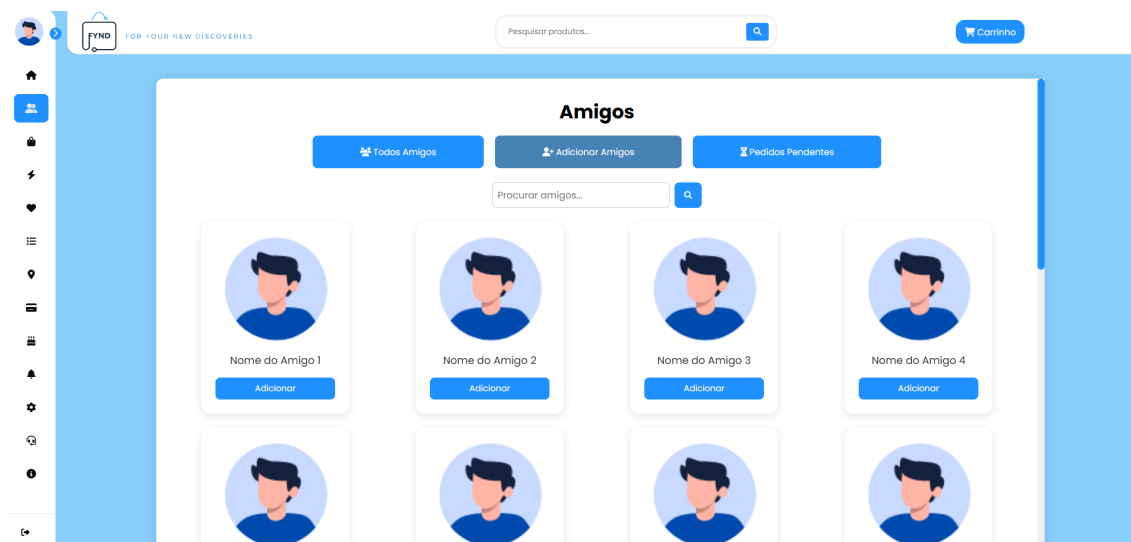 FYND
FOR YOUR NEW DISCOVERIES
Pesquisar produtos...
Carrinho
Amigos
Todos Amigos
Adicionar Amigos
Pedidos Pendentes
Procurar amigos...
Nome do Amigo 1
Nome do Amigo 2
Nome do Amigo 3
Nome do Amigo 4
Adicionar
Adicionar
Adicionar
Adicionar